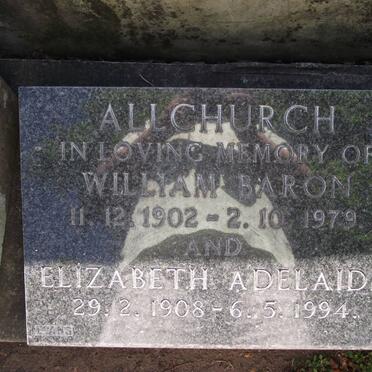 ALLCHURCH
IN LOVING MEMORY OF
WILLIAM BARON
11.12.1902 - 2.10.1979
AND
ELIZABETH ADELAID
29.2.1908 - 6.5.1994.